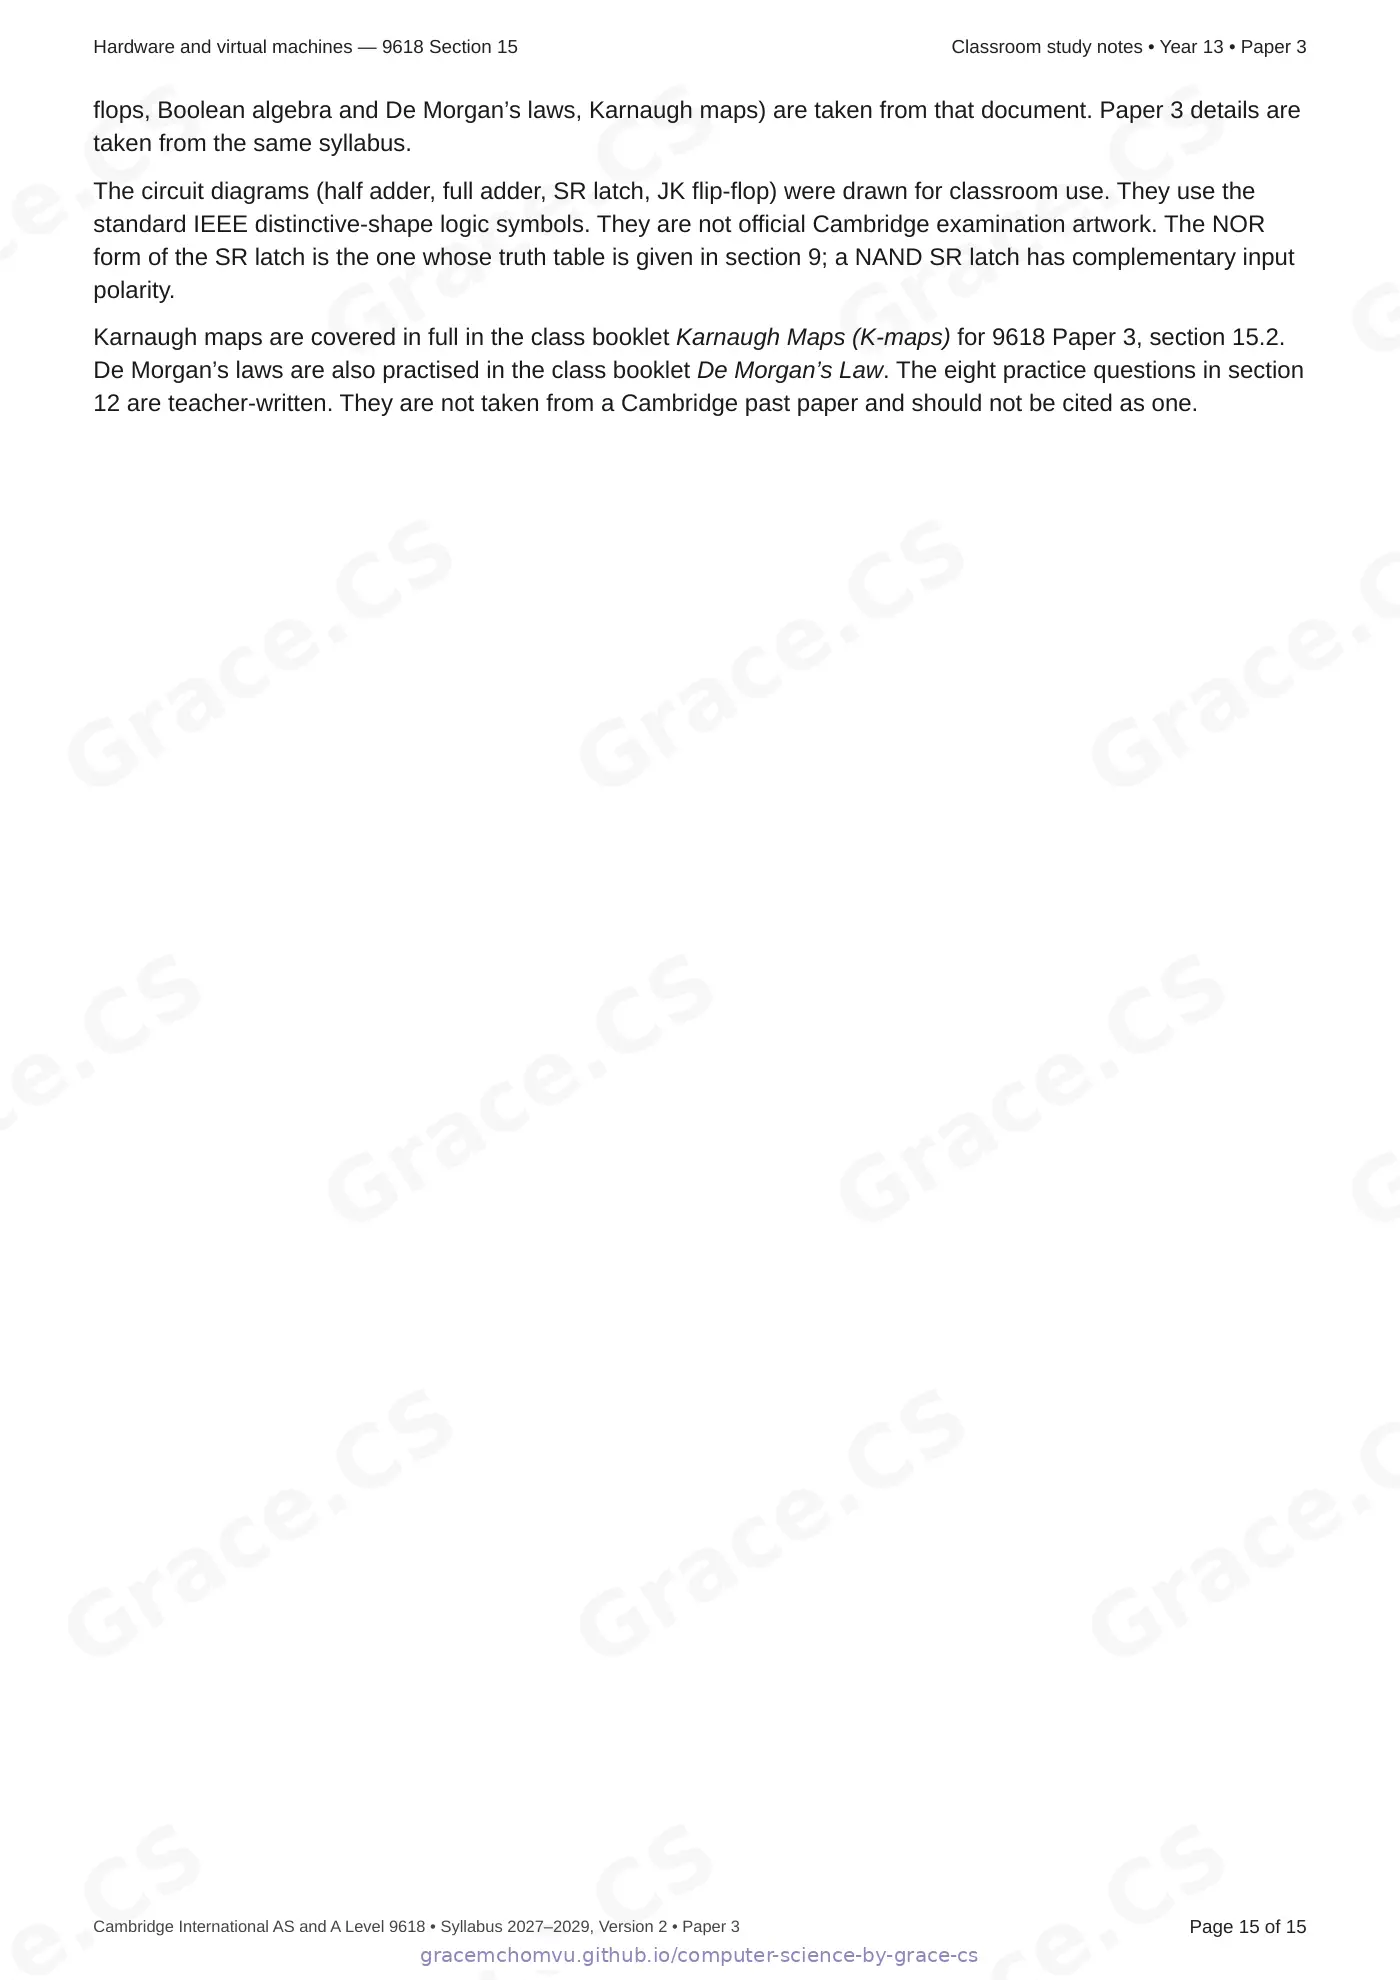 Hardware and virtual machines — 9618 Section 15
Classroom study notes • Year 13 • Paper 3
flops, Boolean algebra and De Morgan’s laws, Karnaugh maps) are taken from that document. Paper 3 details are
taken from the same syllabus.
The circuit diagrams (half adder, full adder, SR latch, JK flip-flop) were drawn for classroom use. They use the
standard IEEE distinctive-shape logic symbols. They are not official Cambridge examination artwork. The NOR
form of the SR latch is the one whose truth table is given in section 9; a NAND SR latch has complementary input
polarity.
Karnaugh maps are covered in full in the class booklet Karnaugh Maps (K-maps) for 9618 Paper 3, section 15.2.
De Morgan’s laws are also practised in the class booklet De Morgan’s Law. The eight practice questions in section
12 are teacher-written. They are not taken from a Cambridge past paper and should not be cited as one.
Grace.CS
Cambridge International AS and A Level 9618 • Syllabus 2027–2029, Version 2 • Paper 3
Page 15 of 15
gracemchomvu.github.io/computer-science-by-grace-cs